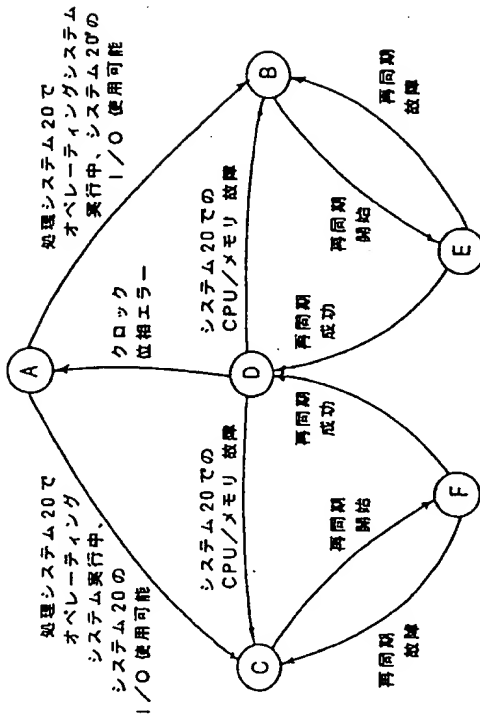 処理システム20で
オペレーティング
システム実行中、
システム20の
I/O 使用可能
処理システム20で
オペレーティングシステム
実行中、システム20'の
I/O 使用可能
A
クロック
位相エラー
システム20での
CPU/メモリ 故障
システム20での
CPU/メモリ 故障
C
D
B
再同期
開始
再同期
成功
再同期
成功
再同期
開始
再同期
故障
再同期
故障
F
E